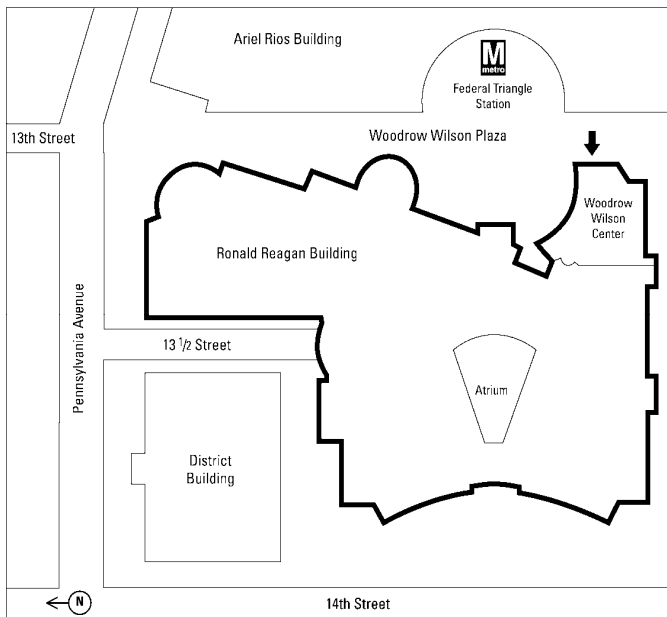 Ariel Rios Building
M
metro
Federal Triangle
Station
13th Street
Woodrow Wilson Plaza
Woodrow
Wilson
Center
Ronald Reagan Building
Pennsylvania Avenue
13 1/2 Street
Atrium
District
Building
N
14th Street